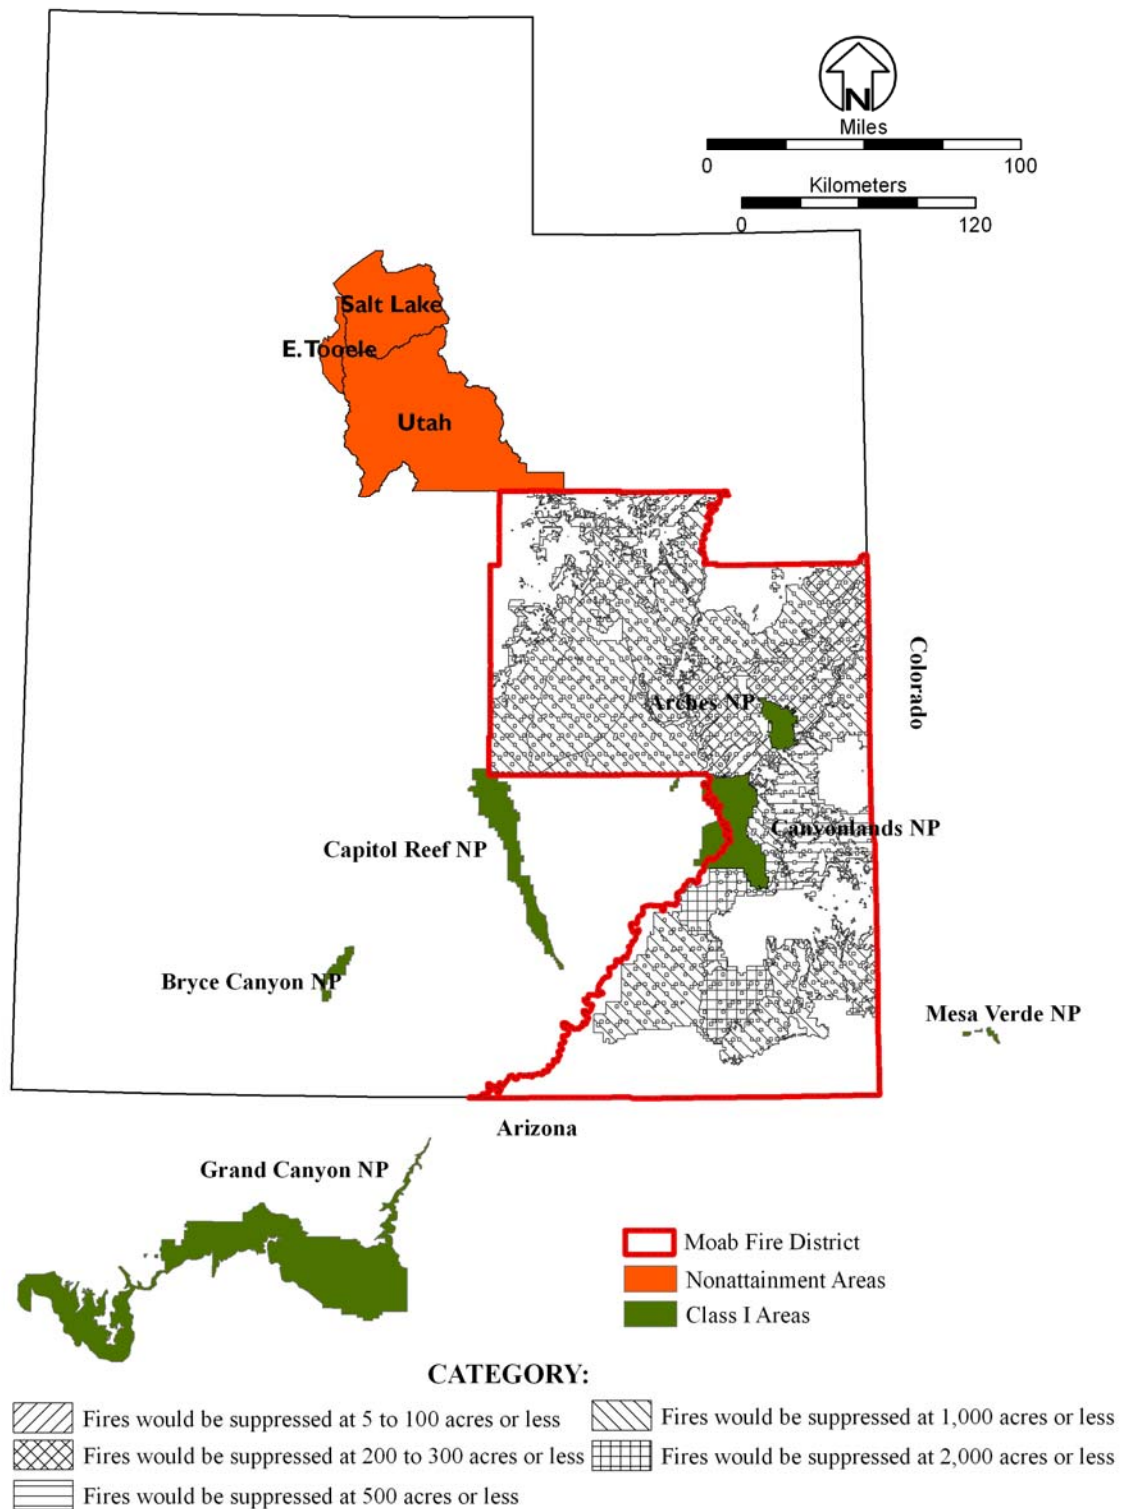 N
Miles
0 100
Kilometers
0 120
Salt Lake
E. Tooele
Utah
Colorado
Arches NP
Canyonlands NP
Capitol Reef NP
Bryce Canyon NP
Mesa Verde NP
Arizona
Grand Canyon NP
Moab Fire District
Nonattainment Areas
Class I Areas
CATEGORY:
Fires would be suppressed at 5 to 100 acres or less
Fires would be suppressed at 200 to 300 acres or less
Fires would be suppressed at 500 acres or less
Fires would be suppressed at 1,000 acres or less
Fires would be suppressed at 2,000 acres or less